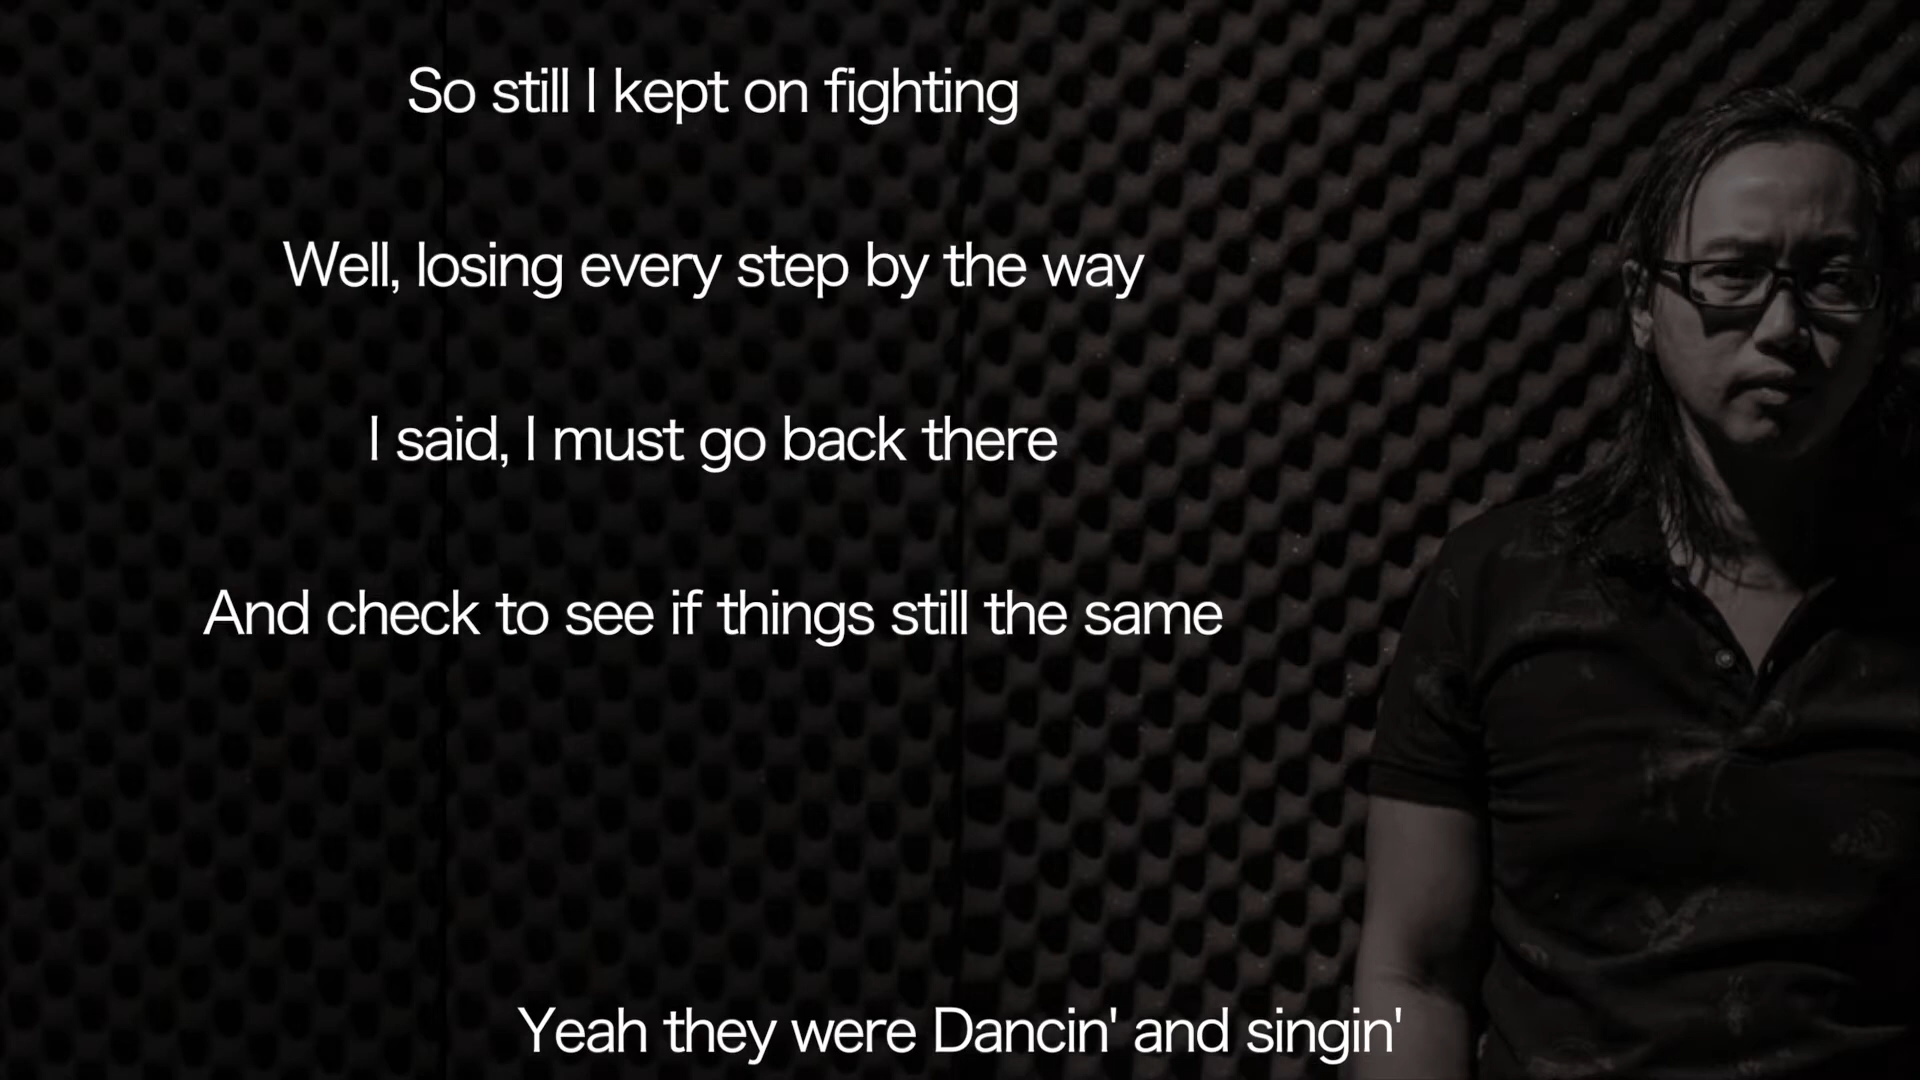 So still I kept on fighting
Well, losing every step by the way
I said, I must go back there
And check to see if things still the same
Yeah they were Dancin' and singin'